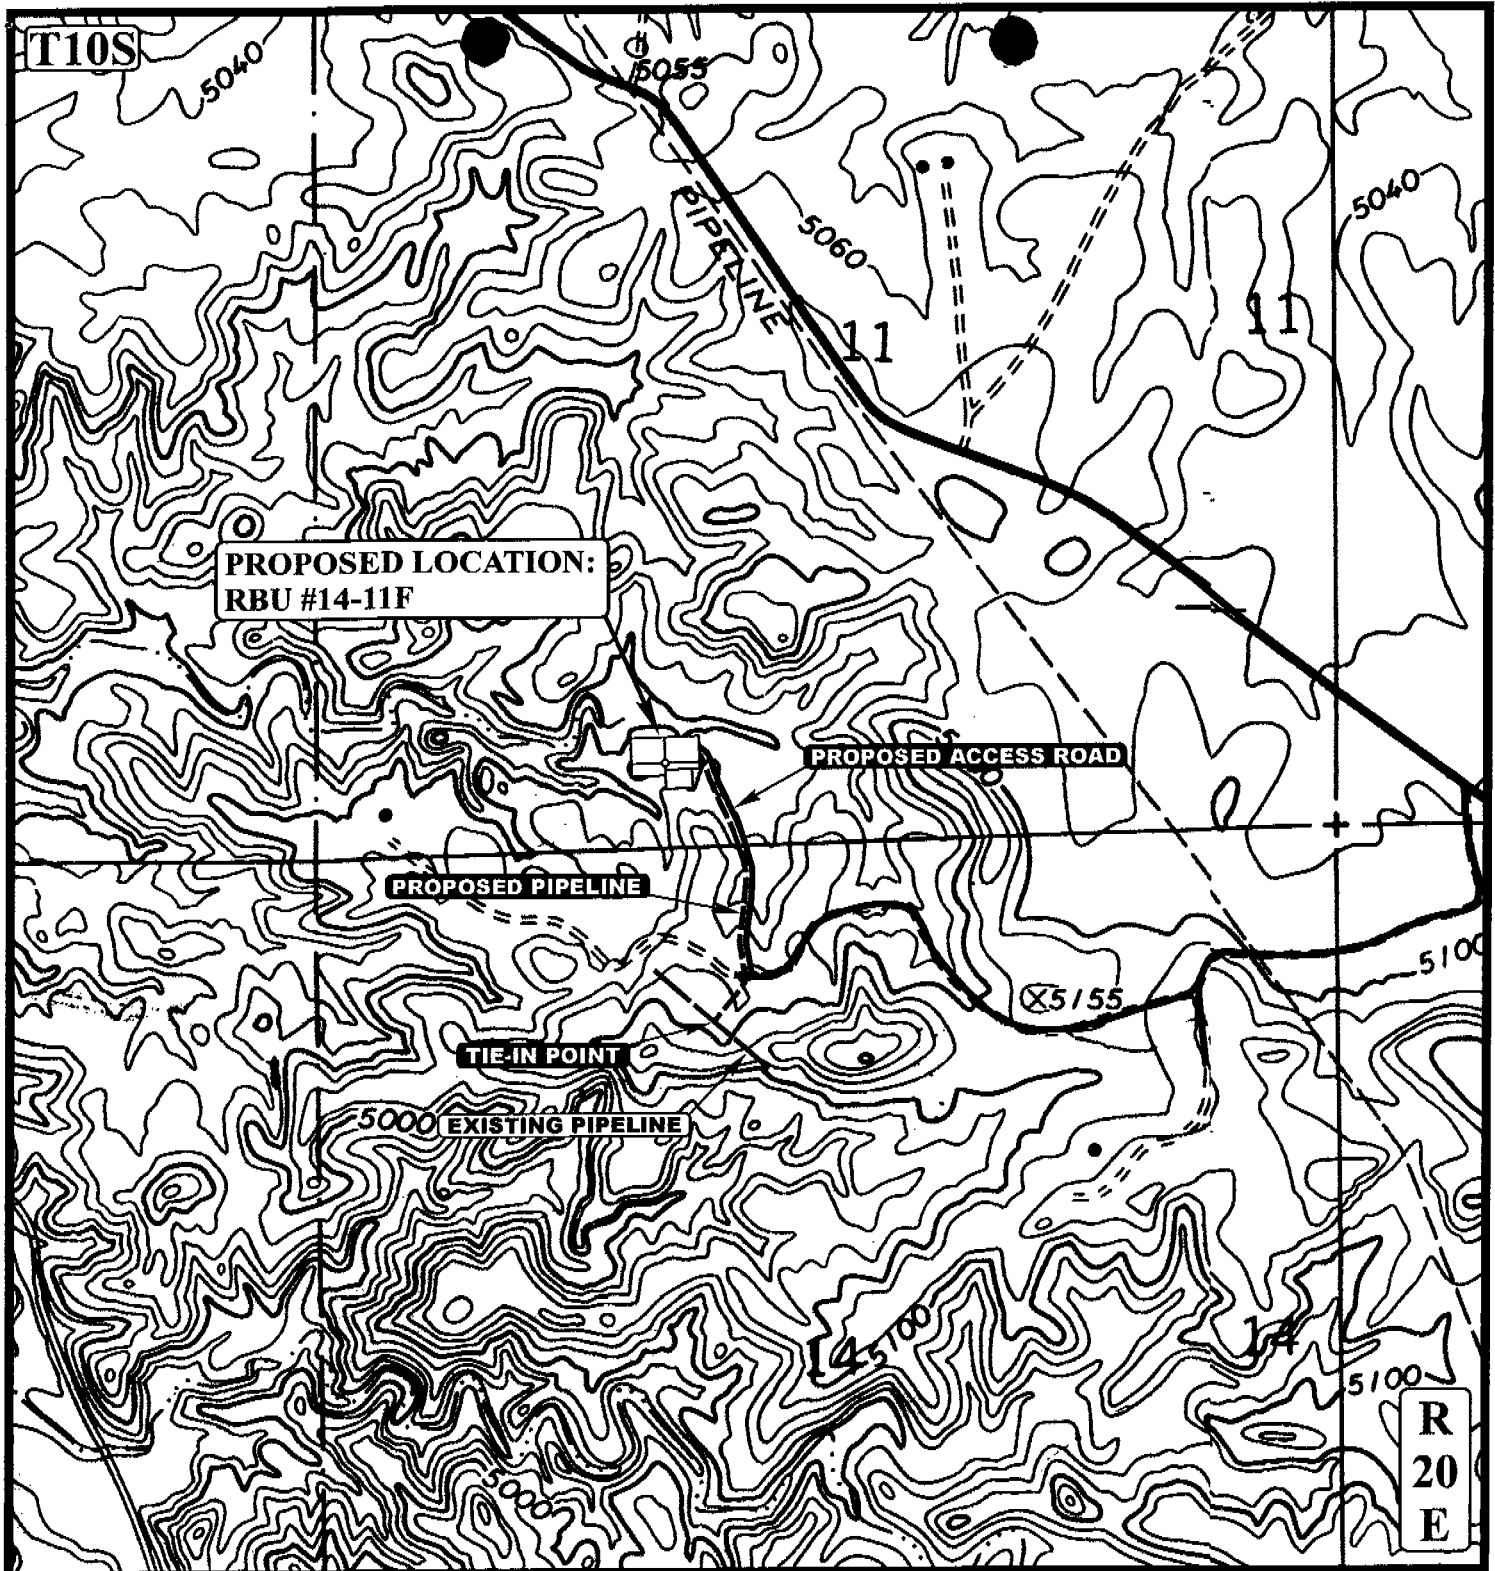 T10S
5040
5055
PIPELINE
5060
5040
11
11
PROPOSED LOCATION:
RBU #14-11F
PROPOSED ACCESS ROAD
PROPOSED PIPELINE
5100
5155
TIE-IN POINT
5000
EXISTING PIPELINE
14
5100
14
5100
5000
R
20
E